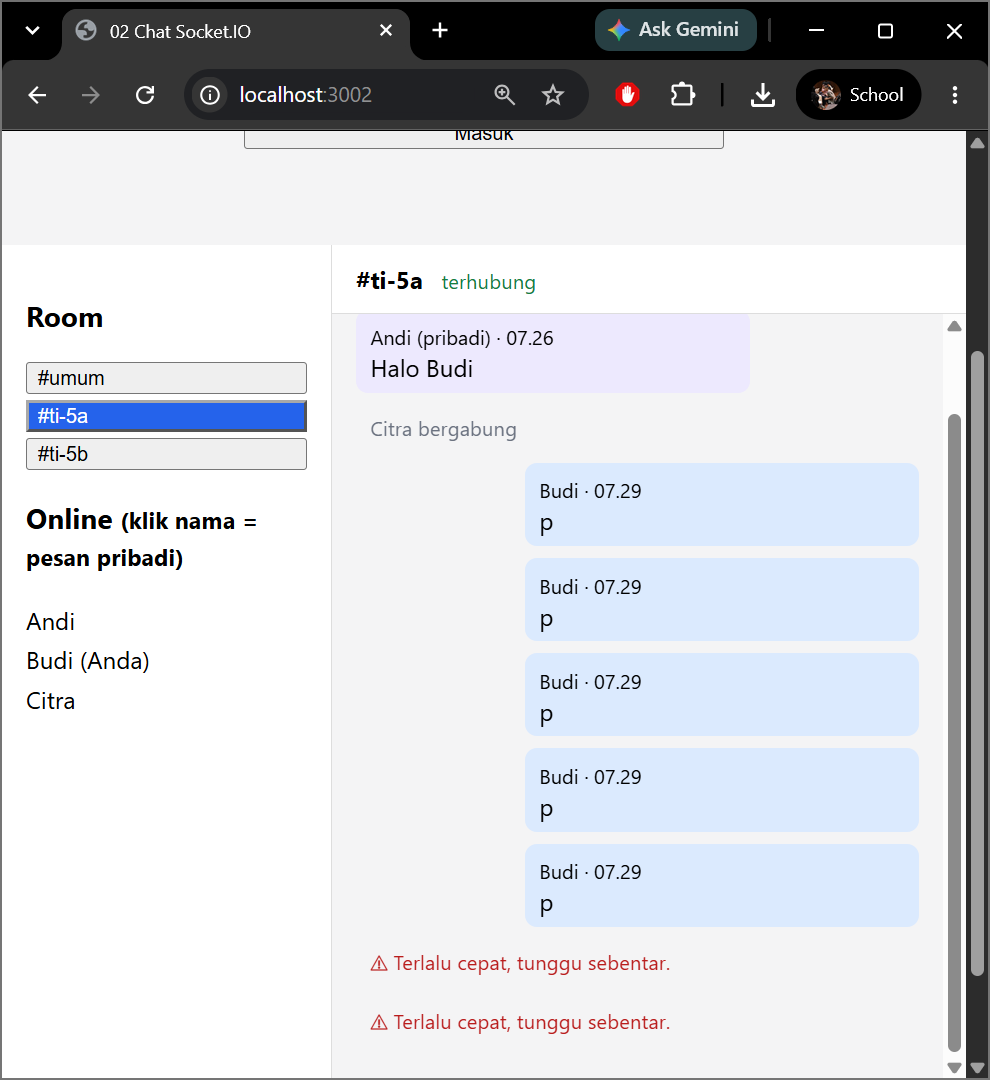 02 Chat Socket.IO
Ask Gemini
localhost:3002
School
Masuk
Room
#umum
#ti-5a
#ti-5b
Online (klik nama =
pesan pribadi)
Andi
Budi (Anda)
Citra
#ti-5a terhubung
Andi (pribadi) · 07.26
Halo Budi
Citra bergabung
Budi · 07.29
p
Budi · 07.29
p
Budi · 07.29
p
Budi · 07.29
p
Budi · 07.29
p
⚠ Terlalu cepat, tunggu sebentar.
⚠ Terlalu cepat, tunggu sebentar.